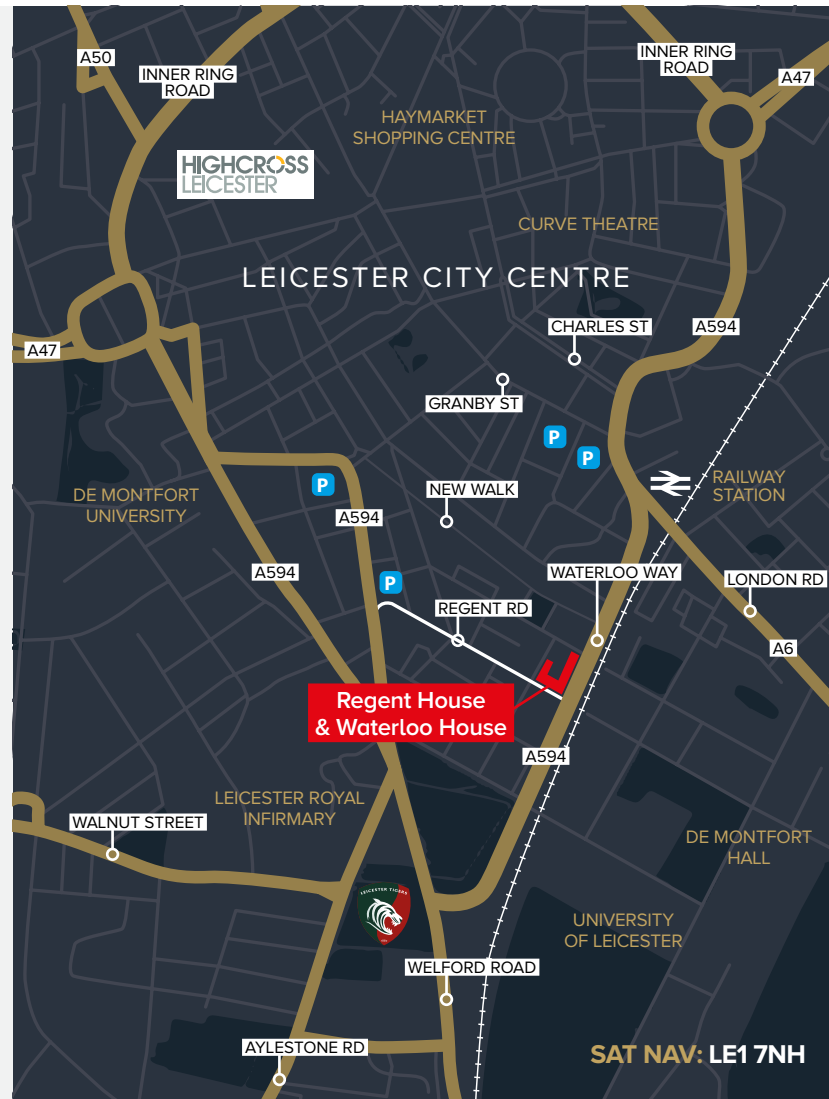 A50
INNER RING
ROAD
INNER RING
ROAD
A47
HAYMARKET
SHOPPING CENTRE
HIGHCROSS
LEICESTER
CURVE THEATRE
LEICESTER CITY CENTRE
CHARLES ST
A594
A47
GRANBY ST
P
P
P
NEW WALK
RAILWAY
STATION
DE MONTFORT
UNIVERSITY
A594
A594
P
WATERLOO WAY
LONDON RD
REGENT RD
A6
Regent House
& Waterloo House
A594
LEICESTER ROYAL
INFIRMARY
WALNUT STREET
DE MONTFORT
HALL
LEICESTER TIGERS
UNIVERSITY
OF LEICESTER
WELFORD ROAD
AYLESTONE RD
SAT NAV: LE1 7NH